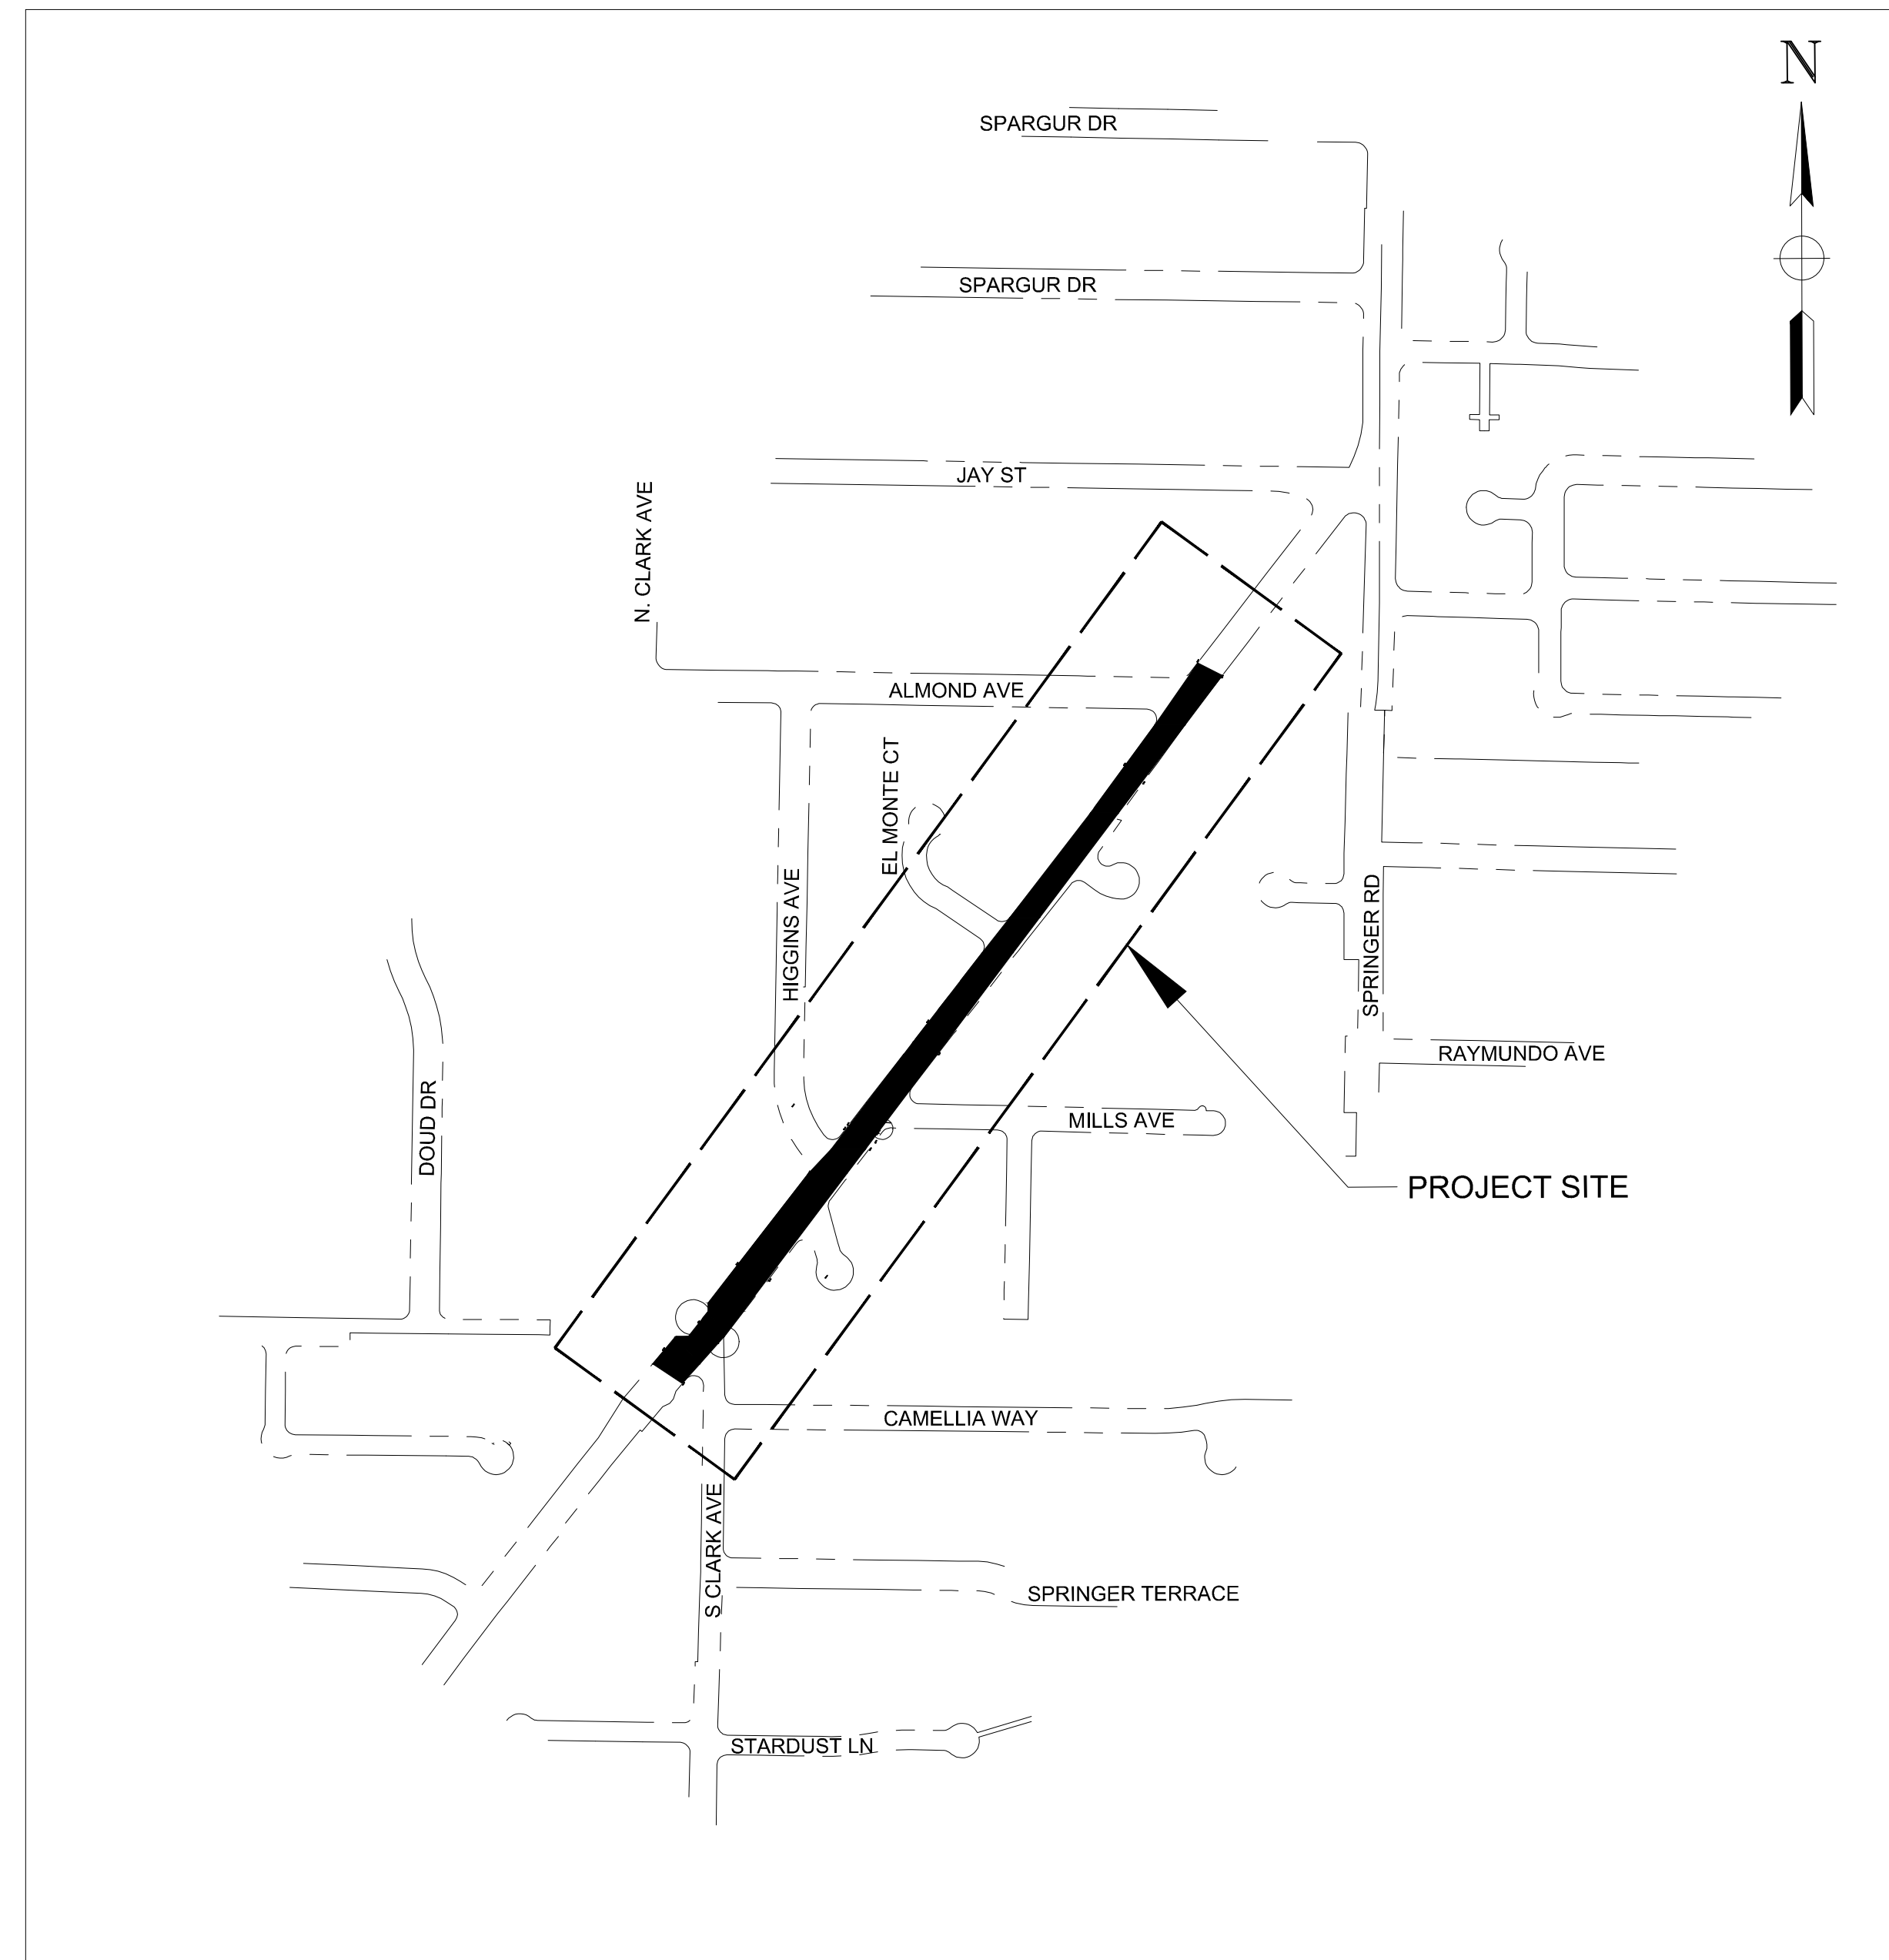 N
SPARGUR DR
SPARGUR DR
JAY ST
N. CLARK AVE
ALMOND AVE
EL MONTE CT
HIGGINS AVE
SPRINGER RD
RAYMUNDO AVE
DOUD DR
MILLS AVE
PROJECT SITE
CAMELLIA WAY
S CLARK AVE
SPRINGER TERRACE
STARDUST LN